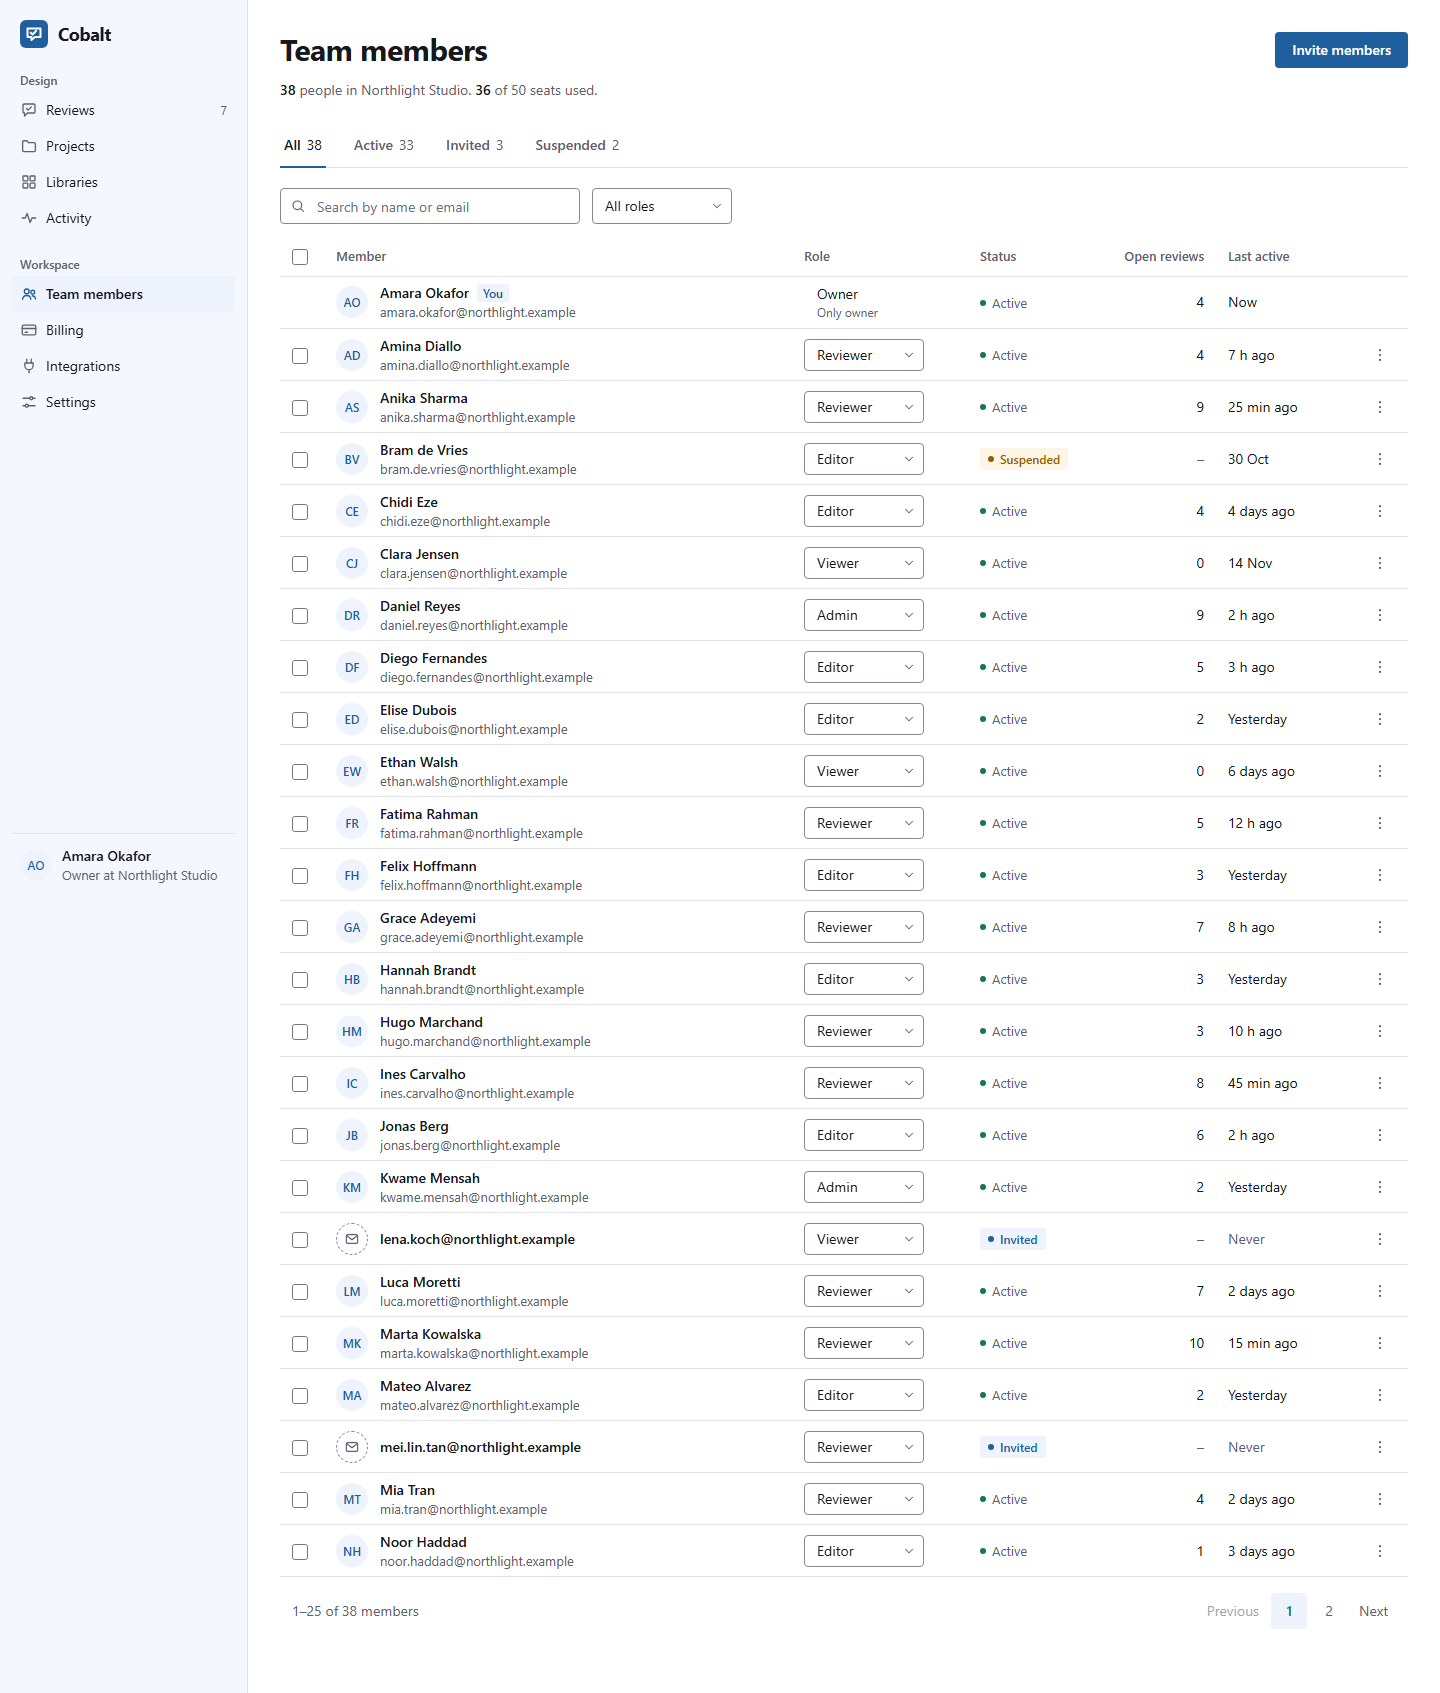 Cobalt
Design
Reviews 7
Projects
Libraries
Activity
Workspace
Team members
Billing
Integrations
Settings
AO
Amara Okafor
Owner at Northlight Studio
Team members
Invite members
38 people in Northlight Studio. 36 of 50 seats used.
All 38 Active 33 Invited 3 Suspended 2
Search by name or email All roles
Member Role Status Open reviews Last active
AO Amara Okafor You Owner Active 4 Now
amara.okafor@northlight.example Only owner
AD Amina Diallo Reviewer Active 4 7 h ago
amina.diallo@northlight.example
AS Anika Sharma Reviewer Active 9 25 min ago
anika.sharma@northlight.example
BV Bram de Vries Editor Suspended – 30 Oct
bram.de.vries@northlight.example
CE Chidi Eze Editor Active 4 4 days ago
chidi.eze@northlight.example
CJ Clara Jensen Viewer Active 0 14 Nov
clara.jensen@northlight.example
DR Daniel Reyes Admin Active 9 2 h ago
daniel.reyes@northlight.example
DF Diego Fernandes Editor Active 5 3 h ago
diego.fernandes@northlight.example
ED Elise Dubois Editor Active 2 Yesterday
elise.dubois@northlight.example
EW Ethan Walsh Viewer Active 0 6 days ago
ethan.walsh@northlight.example
FR Fatima Rahman Reviewer Active 5 12 h ago
fatima.rahman@northlight.example
FH Felix Hoffmann Editor Active 3 Yesterday
felix.hoffmann@northlight.example
GA Grace Adeyemi Reviewer Active 7 8 h ago
grace.adeyemi@northlight.example
HB Hannah Brandt Editor Active 3 Yesterday
hannah.brandt@northlight.example
HM Hugo Marchand Reviewer Active 3 10 h ago
hugo.marchand@northlight.example
IC Ines Carvalho Reviewer Active 8 45 min ago
ines.carvalho@northlight.example
JB Jonas Berg Editor Active 6 2 h ago
jonas.berg@northlight.example
KM Kwame Mensah Admin Active 2 Yesterday
kwame.mensah@northlight.example
lena.koch@northlight.example Viewer Invited – Never
LM Luca Moretti Reviewer Active 7 2 days ago
luca.moretti@northlight.example
MK Marta Kowalska Reviewer Active 10 15 min ago
marta.kowalska@northlight.example
MA Mateo Alvarez Editor Active 2 Yesterday
mateo.alvarez@northlight.example
mei.lin.tan@northlight.example Reviewer Invited – Never
MT Mia Tran Reviewer Active 4 2 days ago
mia.tran@northlight.example
NH Noor Haddad Editor Active 1 3 days ago
noor.haddad@northlight.example
1–25 of 38 members Previous 1 2 Next